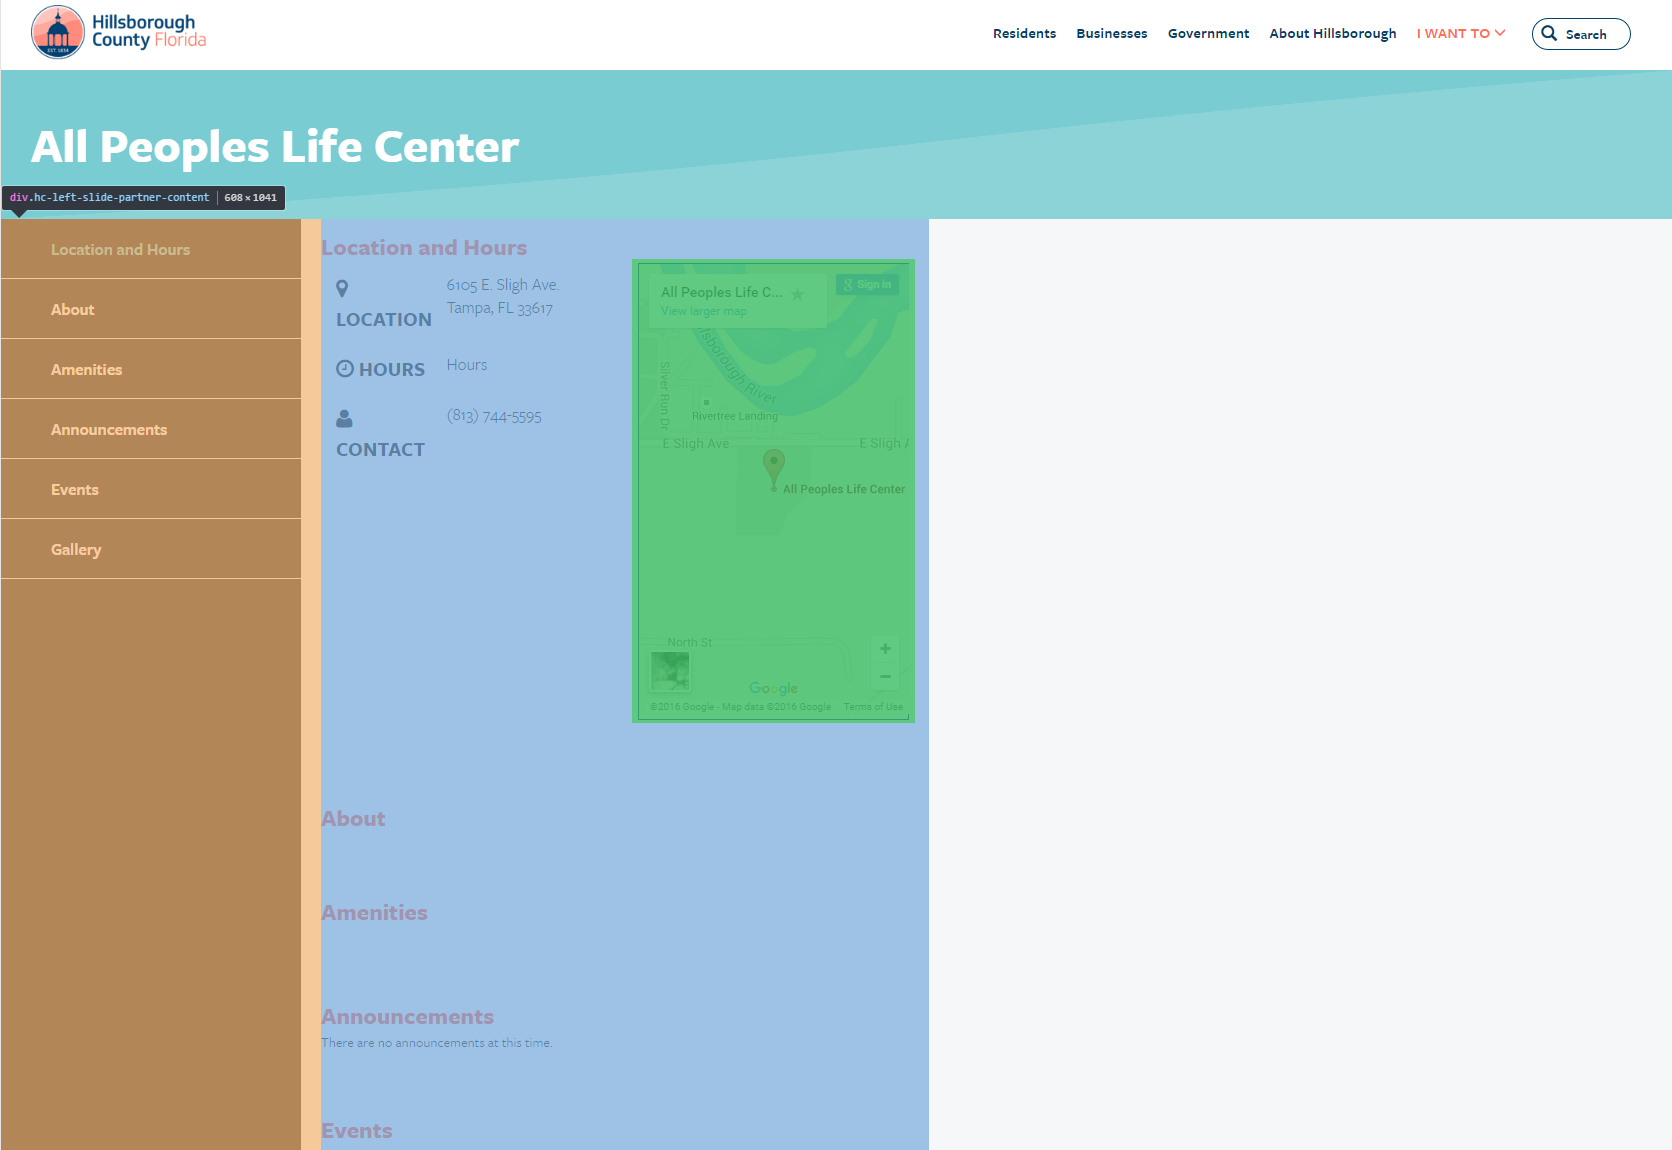 Hillsborough
County Florida
EST. 1834
Residents
Businesses
Government
About Hillsborough
I WANT TO
Search
All Peoples Life Center
div.hc-left-slide-partner-content 608×1041
Location and Hours
About
Amenities
Announcements
Events
Gallery
Location and Hours
LOCATION
6105 E. Sligh Ave.
Tampa, FL 33617
HOURS
Hours
CONTACT
(813) 744-5595
All Peoples Life C...
View larger map
Sign in
Hillsborough River
Silver Run Dr
Rivertree Landing
E Sligh Ave
E Sligh A
All Peoples Life Center
North St
Google
©2016 Google - Map data ©2016 Google
Terms of Use
About
Amenities
Announcements
There are no announcements at this time.
Events